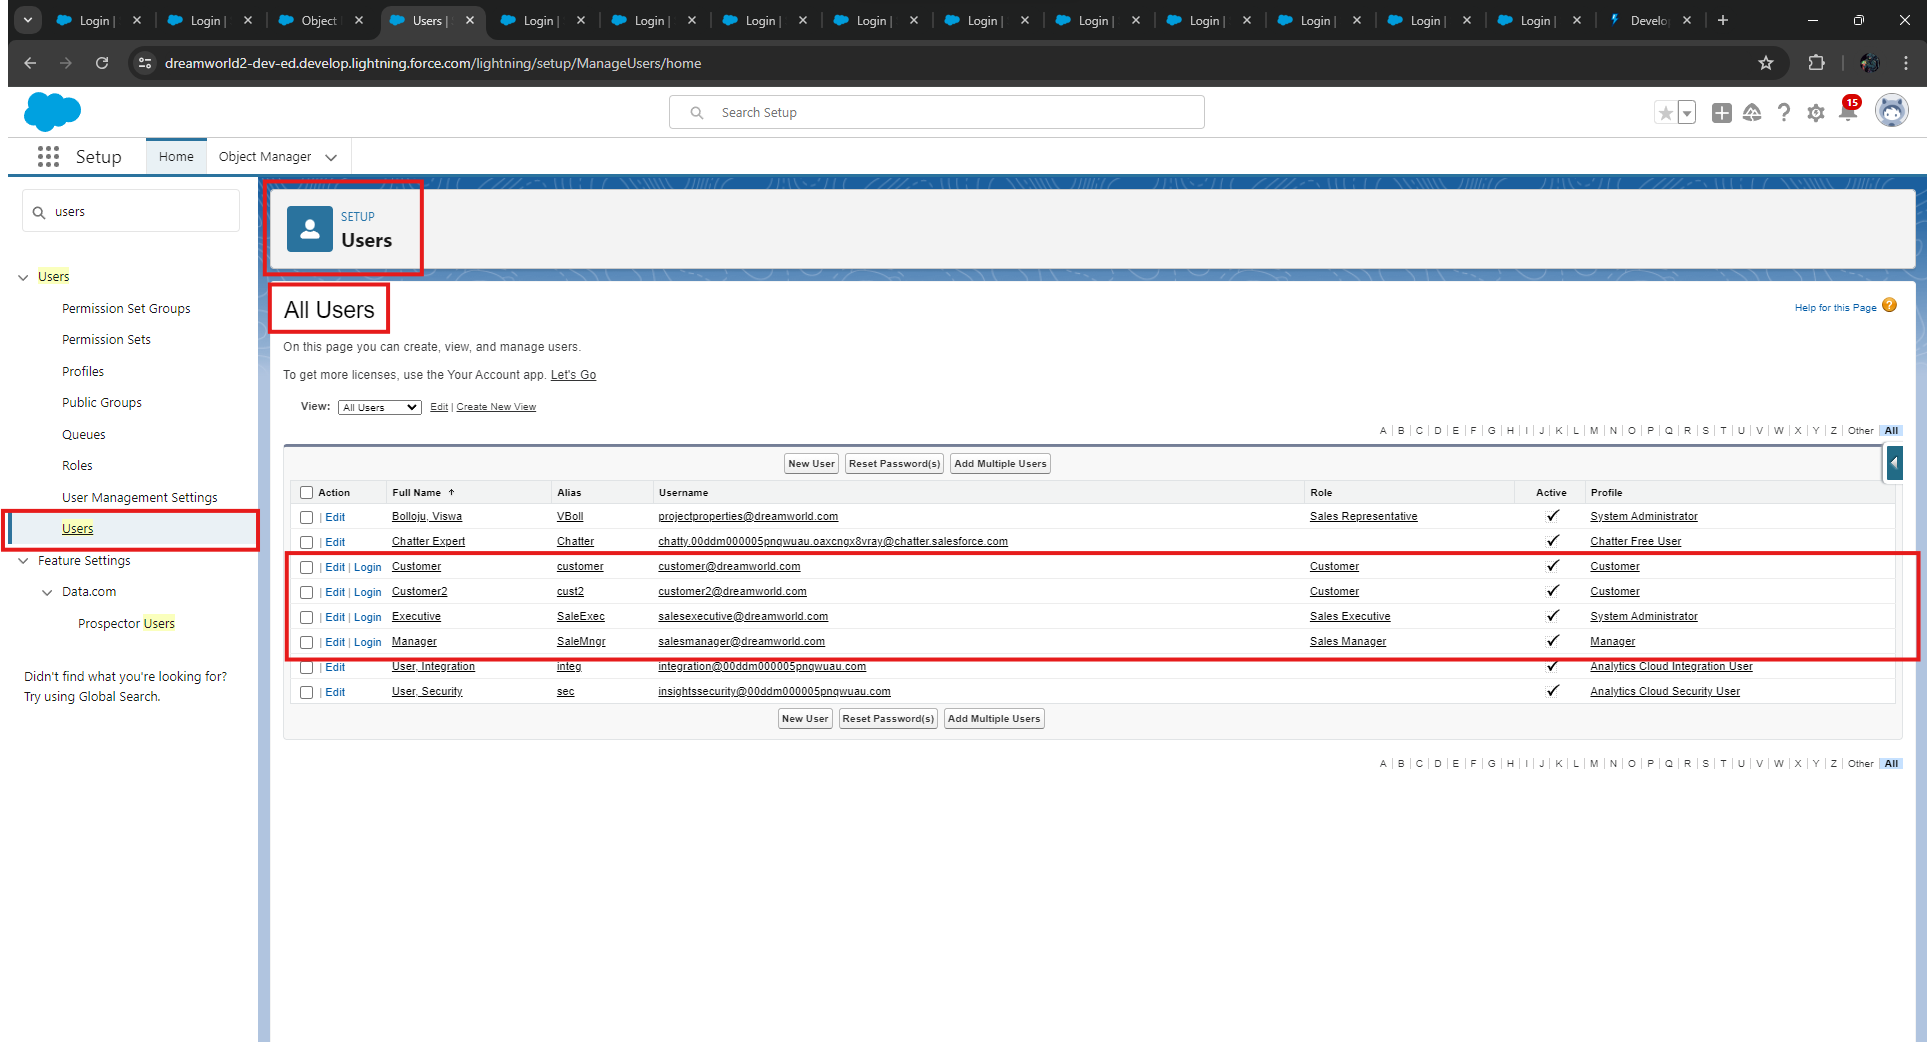 Login | Login | Object Users | Login | Login | Login | Login | Login | Login | Login | Login | Login | Login | Develo
dreamworld2-dev-ed.develop.lightning.force.com/lightning/setup/ManageUsers/home
Search Setup
15
Setup Home Object Manager
users
SETUP
Users
Users
Permission Set Groups
Permission Sets
Profiles
Public Groups
Queues
Roles
User Management Settings
Users
Feature Settings
Data.com
Prospector Users
Didn't find what you're looking for?
Try using Global Search.
All Users
Help for this Page ?
On this page you can create, view, and manage users.
To get more licenses, use the Your Account app. Let's Go
View: All Users Edit | Create New View
A | B | C | D | E | F | G | H | I | J | K | L | M | N | O | P | Q | R | S | T | U | V | W | X | Y | Z | Other All
New User Reset Password(s) Add Multiple Users
Action Full Name ↑ Alias Username Role Active Profile
| Edit Bolloju, Viswa VBoll projectproperties@dreamworld.com Sales Representative ✓ System Administrator
| Edit Chatter Expert Chatter chatty.00ddm000005pnqwuau.oaxcngx8vray@chatter.salesforce.com ✓ Chatter Free User
| Edit | Login Customer customer customer@dreamworld.com Customer ✓ Customer
| Edit | Login Customer2 cust2 customer2@dreamworld.com Customer ✓ Customer
| Edit | Login Executive SaleExec salesexecutive@dreamworld.com Sales Executive ✓ System Administrator
| Edit | Login Manager SaleMngr salesmanager@dreamworld.com Sales Manager ✓ Manager
| Edit User, Integration integ integration@00ddm000005pnqwuau.com ✓ Analytics Cloud Integration User
| Edit User, Security sec insightssecurity@00ddm000005pnqwuau.com ✓ Analytics Cloud Security User
New User Reset Password(s) Add Multiple Users
A | B | C | D | E | F | G | H | I | J | K | L | M | N | O | P | Q | R | S | T | U | V | W | X | Y | Z | Other All